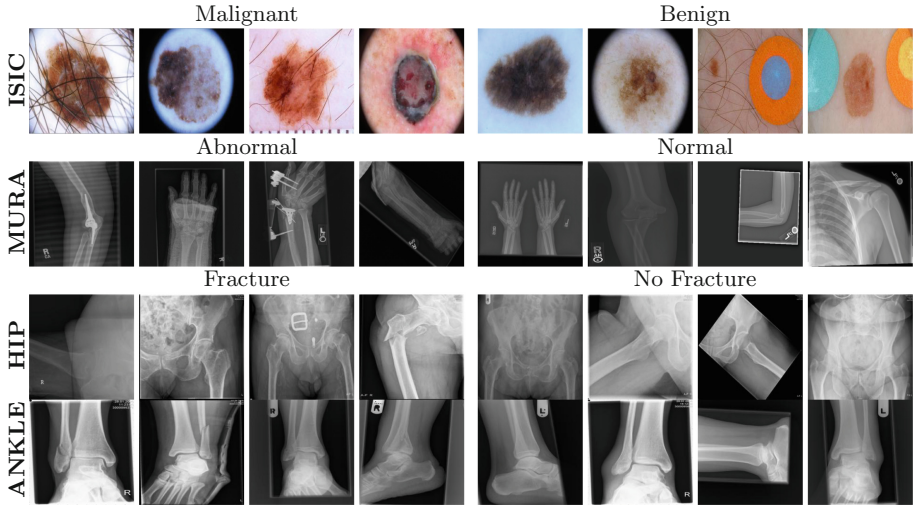 Malignant Benign
ISIC
Abnormal Normal
MURA
Fracture No Fracture
HIP
ANKLE
R
R
L
R
L
R